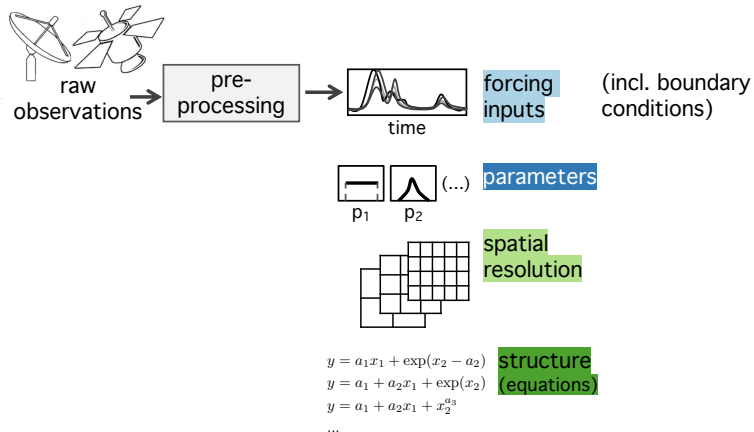 raw
observations
pre-
processing
time
forcing
inputs
(incl. boundary
conditions)
p₁
p₂
(...)
parameters
spatial
resolution
y = a₁x₁ + exp(x₂ − a₂)
y = a₁ + a₂x₁ + exp(x₂)
y = a₁ + a₂x₁ + x₂^{a₃}
...
structure
(equations)